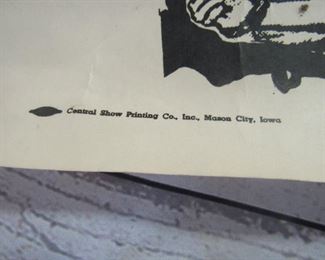 Central Show Printing Co., Inc., Mason City, Iowa